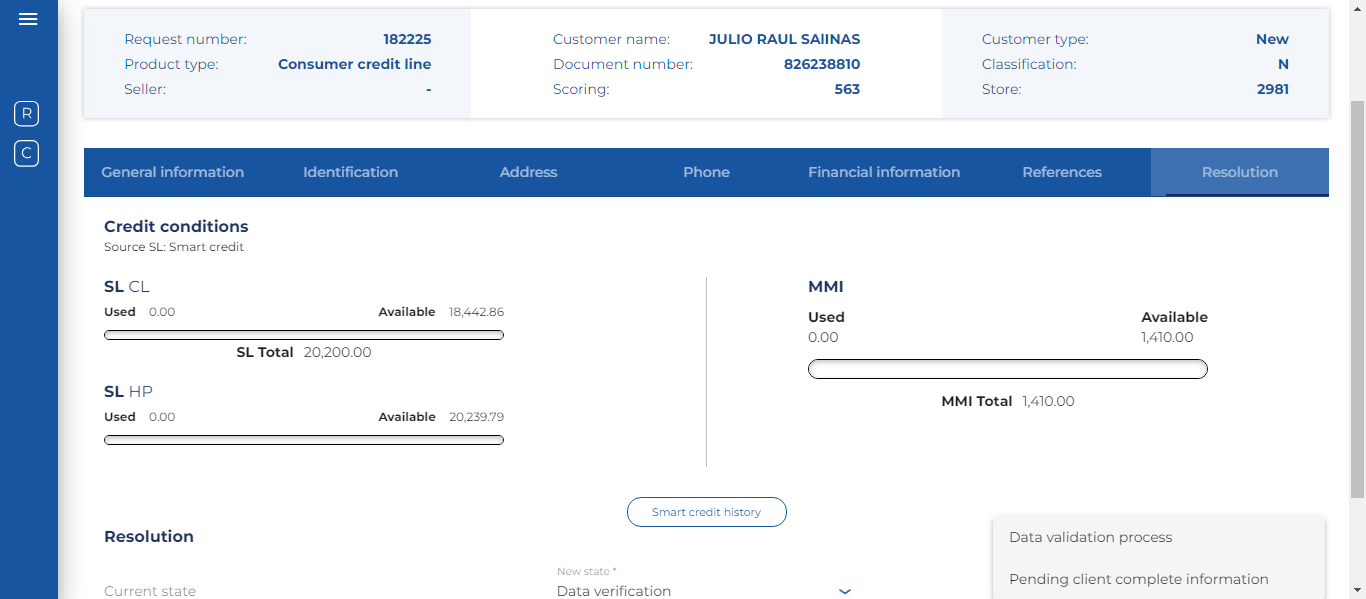 Request number: 182225
Product type: Consumer credit line
Seller: -
Customer name: JULIO RAUL SAIINAS
Document number: 826238810
Scoring: 563
Customer type: New
Classification: N
Store: 2981
R
C
General information Identification Address Phone Financial information References Resolution
Credit conditions
Source SL: Smart credit
SL CL
Used 0.00 Available 18,442.86
SL Total 20,200.00
SL HP
Used 0.00 Available 20,239.79
MMI
Used Available
0.00 1,410.00
MMI Total 1,410.00
Smart credit history
Resolution
Current state
New state *
Data verification
Data validation process
Pending client complete information